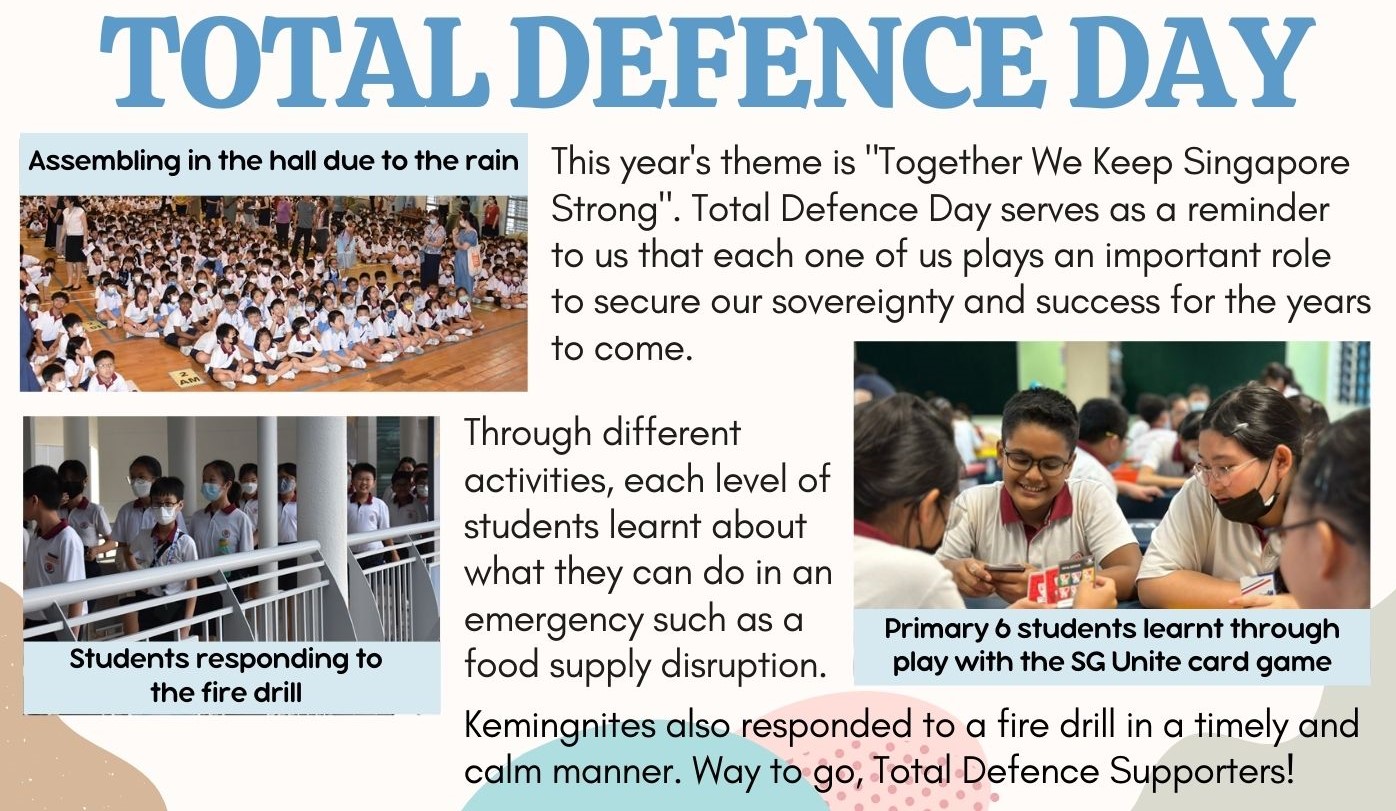 TOTAL DEFENCE DAY
Assembling in the hall due to the rain
This year's theme is "Together We Keep Singapore
Strong". Total Defence Day serves as a reminder
to us that each one of us plays an important role
to secure our sovereignty and success for the years
to come.
2
AM
Through different
activities, each level of
students learnt about
what they can do in an
emergency such as a
food supply disruption.
Students responding to
the fire drill
Primary 6 students learnt through
play with the SG Unite card game
Kemingnites also responded to a fire drill in a timely and
calm manner. Way to go, Total Defence Supporters!